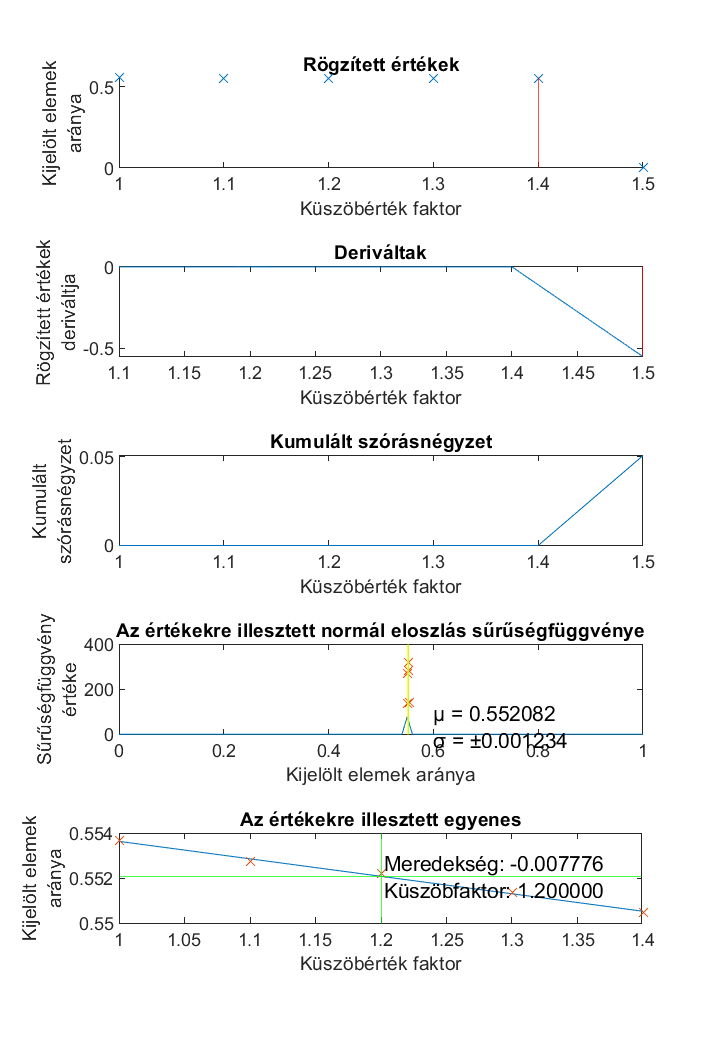 Rögzített értékek
Kijelölt elemek
aránya
0.5
0
1 1.1 1.2 1.3 1.4 1.5
Küszöbérték faktor
Deriváltak
Rögzített értékek
deriváltja
0
-0.5
1.1 1.15 1.2 1.25 1.3 1.35 1.4 1.45 1.5
Küszöbérték faktor
Kumulált szórásnégyzet
Kumulált
szórásnégyzet
0.05
0
1 1.1 1.2 1.3 1.4 1.5
Küszöbérték faktor
Az értékekre illesztett normál eloszlás sűrűségfüggvénye
Sűrűségfüggvény
értéke
400
200
0
μ = 0.552082
σ = ±0.001234
0 0.2 0.4 0.6 0.8 1
Kijelölt elemek aránya
Az értékekre illesztett egyenes
Kijelölt elemek
aránya
0.554
0.552
0.55
Meredekség: -0.007776
Küszöbfaktor: 1.200000
1 1.05 1.1 1.15 1.2 1.25 1.3 1.35 1.4
Küszöbérték faktor